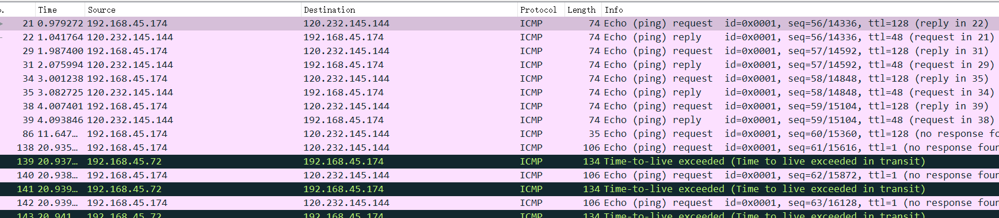 o. Time Source Destination Protocol Length Info
21 0.979272 192.168.45.174 120.232.145.144 ICMP 74 Echo (ping) request id=0x0001, seq=56/14336, ttl=128 (reply in 22)
22 1.041764 120.232.145.144 192.168.45.174 ICMP 74 Echo (ping) reply id=0x0001, seq=56/14336, ttl=48 (request in 21)
29 1.987400 192.168.45.174 120.232.145.144 ICMP 74 Echo (ping) request id=0x0001, seq=57/14592, ttl=128 (reply in 31)
31 2.075994 120.232.145.144 192.168.45.174 ICMP 74 Echo (ping) reply id=0x0001, seq=57/14592, ttl=48 (request in 29)
34 3.001238 192.168.45.174 120.232.145.144 ICMP 74 Echo (ping) request id=0x0001, seq=58/14848, ttl=128 (reply in 35)
35 3.082725 120.232.145.144 192.168.45.174 ICMP 74 Echo (ping) reply id=0x0001, seq=58/14848, ttl=48 (request in 34)
38 4.007401 192.168.45.174 120.232.145.144 ICMP 74 Echo (ping) request id=0x0001, seq=59/15104, ttl=128 (reply in 39)
39 4.093846 120.232.145.144 192.168.45.174 ICMP 74 Echo (ping) reply id=0x0001, seq=59/15104, ttl=48 (request in 38)
86 11.647… 192.168.45.174 120.232.145.144 ICMP 35 Echo (ping) request id=0x0001, seq=60/15360, ttl=128 (no response fo
138 20.935… 192.168.45.174 120.232.145.144 ICMP 106 Echo (ping) request id=0x0001, seq=61/15616, ttl=1 (no response foun
139 20.937… 192.168.45.72 192.168.45.174 ICMP 134 Time-to-live exceeded (Time to live exceeded in transit)
140 20.938… 192.168.45.174 120.232.145.144 ICMP 106 Echo (ping) request id=0x0001, seq=62/15872, ttl=1 (no response foun
141 20.939… 192.168.45.72 192.168.45.174 ICMP 134 Time-to-live exceeded (Time to live exceeded in transit)
142 20.939… 192.168.45.174 120.232.145.144 ICMP 106 Echo (ping) request id=0x0001, seq=63/16128, ttl=1 (no response foun
143 20.941… 192.168.45.72 192.168.45.174 ICMP 134 Time-to-live exceeded (Time to live exceeded in transit)